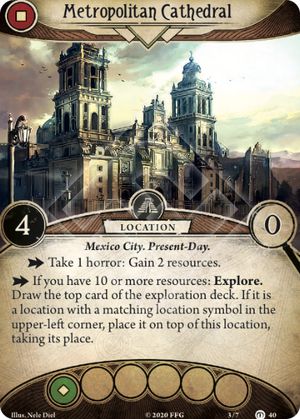 Metropolitan Cathedral
4
LOCATION
0
Mexico City. Present-Day.
Take 1 horror: Gain 2 resources.
If you have 10 or more resources: Explore.
Draw the top card of the exploration deck. If it is
a location with a matching location symbol in the
upper-left corner, place it on top of this location,
taking its place.
Illus. Nele Diel
© 2020 FFG
3/7
40